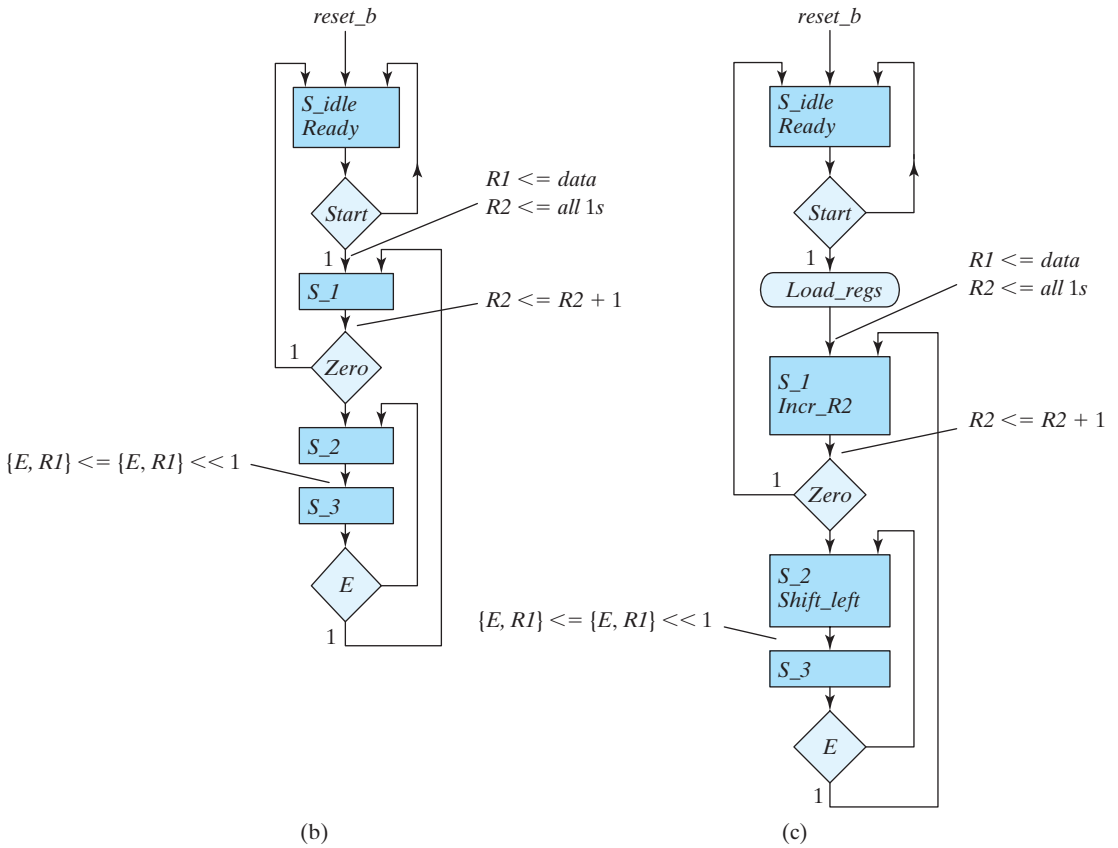 reset_b
S_idle
Ready
Start
R1 <= data
R2 <= all 1s
1
S_1
R2 <= R2 + 1
1
Zero
S_2
{E, R1} <= {E, R1} << 1
S_3
E
1
(b)
reset_b
S_idle
Ready
Start
1
Load_regs
R1 <= data
R2 <= all 1s
S_1
Incr_R2
R2 <= R2 + 1
1
Zero
S_2
Shift_left
{E, R1} <= {E, R1} << 1
S_3
E
1
(c)